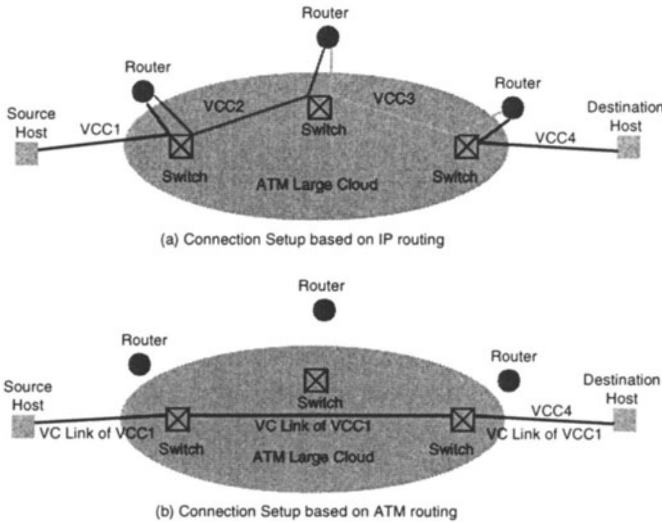 Router
Router
Router
Source
Host
Destination
Host
VCC1
VCC2
VCC3
VCC4
Switch
Switch
Switch
ATM Large Cloud
(a) Connection Setup based on IP routing
Router
Router
Router
Source
Host
Destination
Host
Switch
VCC4
VC Link of VCC1
VC Link of VCC1
VC Link of VCC1
Switch
Switch
ATM Large Cloud
(b) Connection Setup based on ATM routing